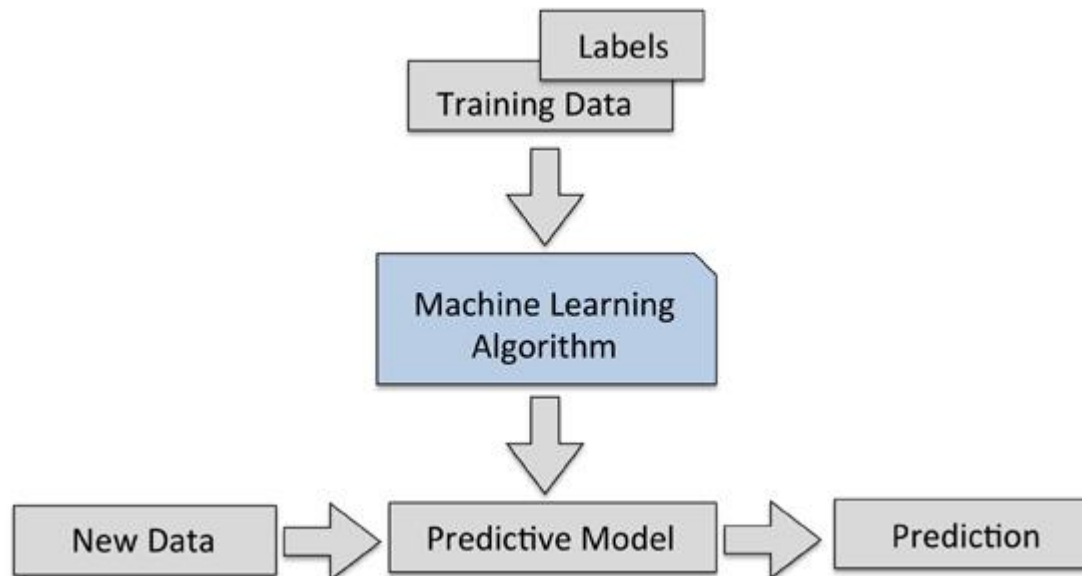 Labels
Training Data
Machine Learning
Algorithm
New Data
Predictive Model
Prediction